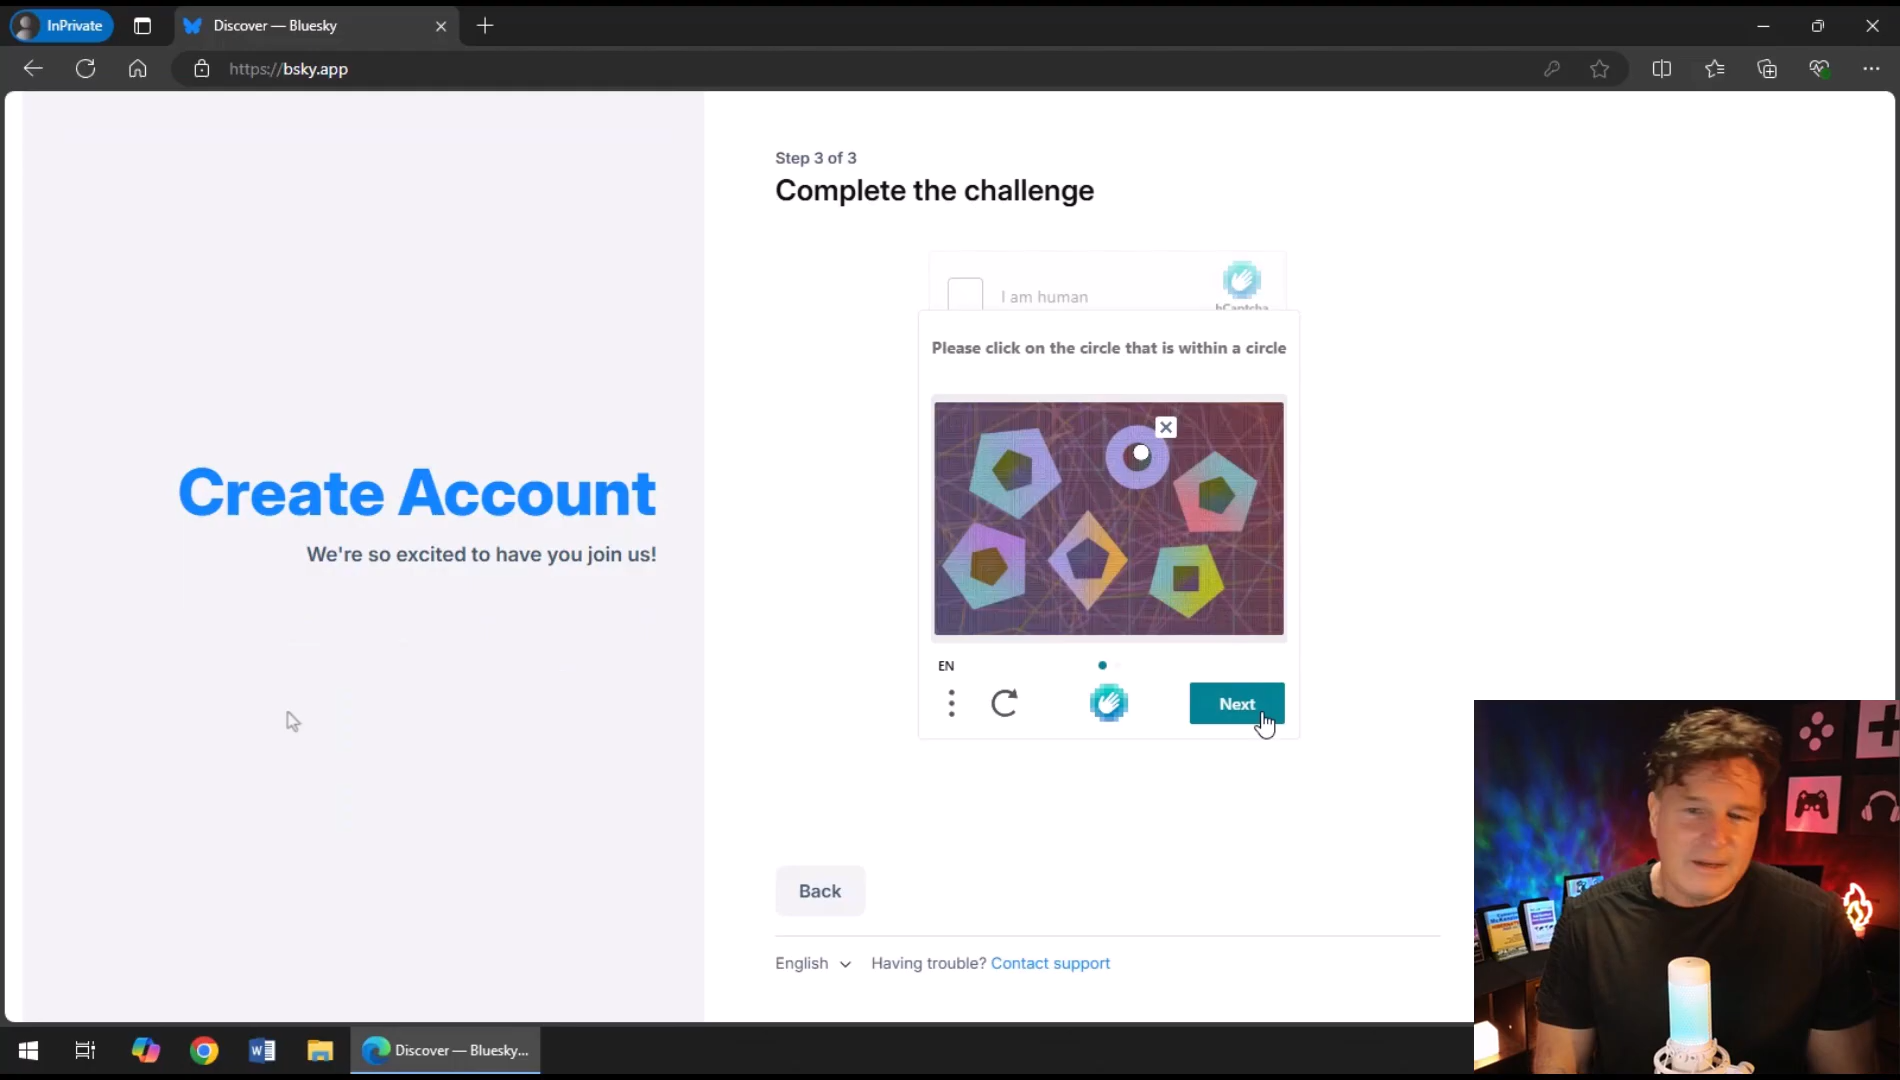 InPrivate
Discover — Bluesky
https://bsky.app
Step 3 of 3
Complete the challenge
I am human
hCaptcha
Please click on the circle that is within a circle
Create Account
We're so excited to have you join us!
EN
Next
Back
English
Having trouble? Contact support
Discover — Bluesky...